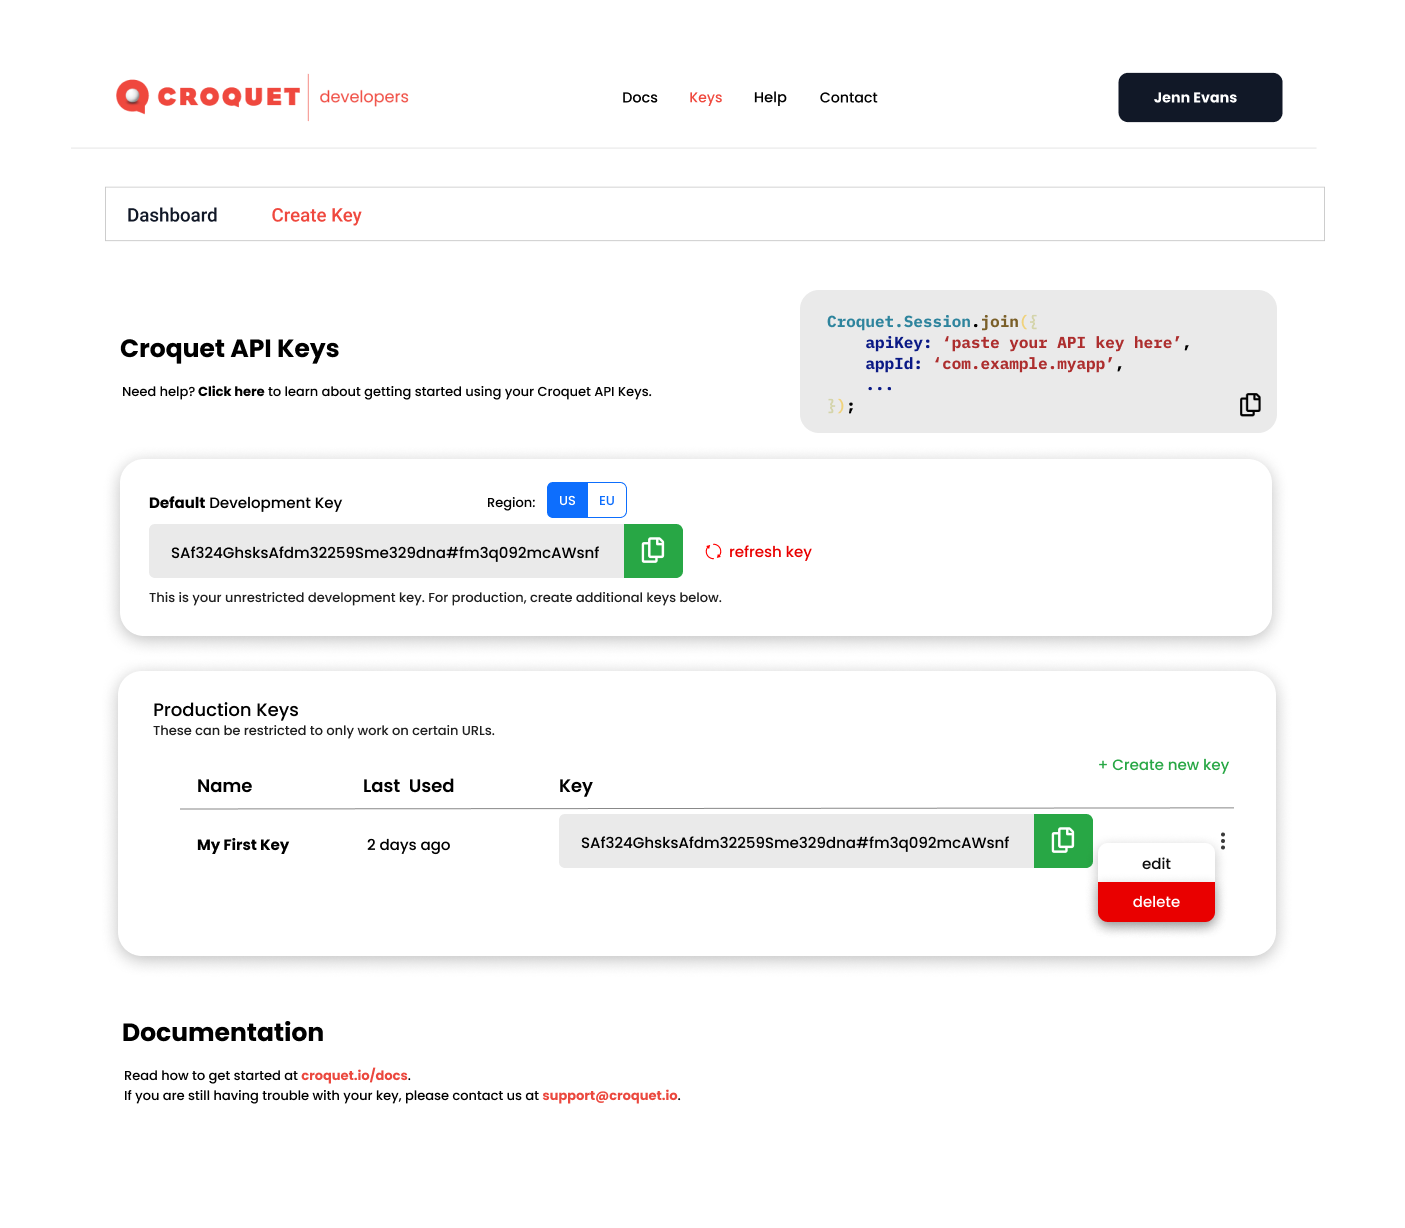 CROQUET developers
Docs Keys Help Contact
Jenn Evans
Dashboard Create Key
Croquet API Keys
Need help? Click here to learn about getting started using your Croquet API Keys.
Croquet.Session.join({
apiKey: ‘paste your API key here’,
appId: ‘com.example.myapp’,
...
});
Default Development Key
Region: US EU
SAf324GhsksAfdm32259Sme329dna#fm3q092mcAWsnf
refresh key
This is your unrestricted development key. For production, create additional keys below.
Production Keys
These can be restricted to only work on certain URLs.
+ Create new key
Name Last Used Key
My First Key 2 days ago SAf324GhsksAfdm32259Sme329dna#fm3q092mcAWsnf
edit
delete
Documentation
Read how to get started at croquet.io/docs.
If you are still having trouble with your key, please contact us at support@croquet.io.